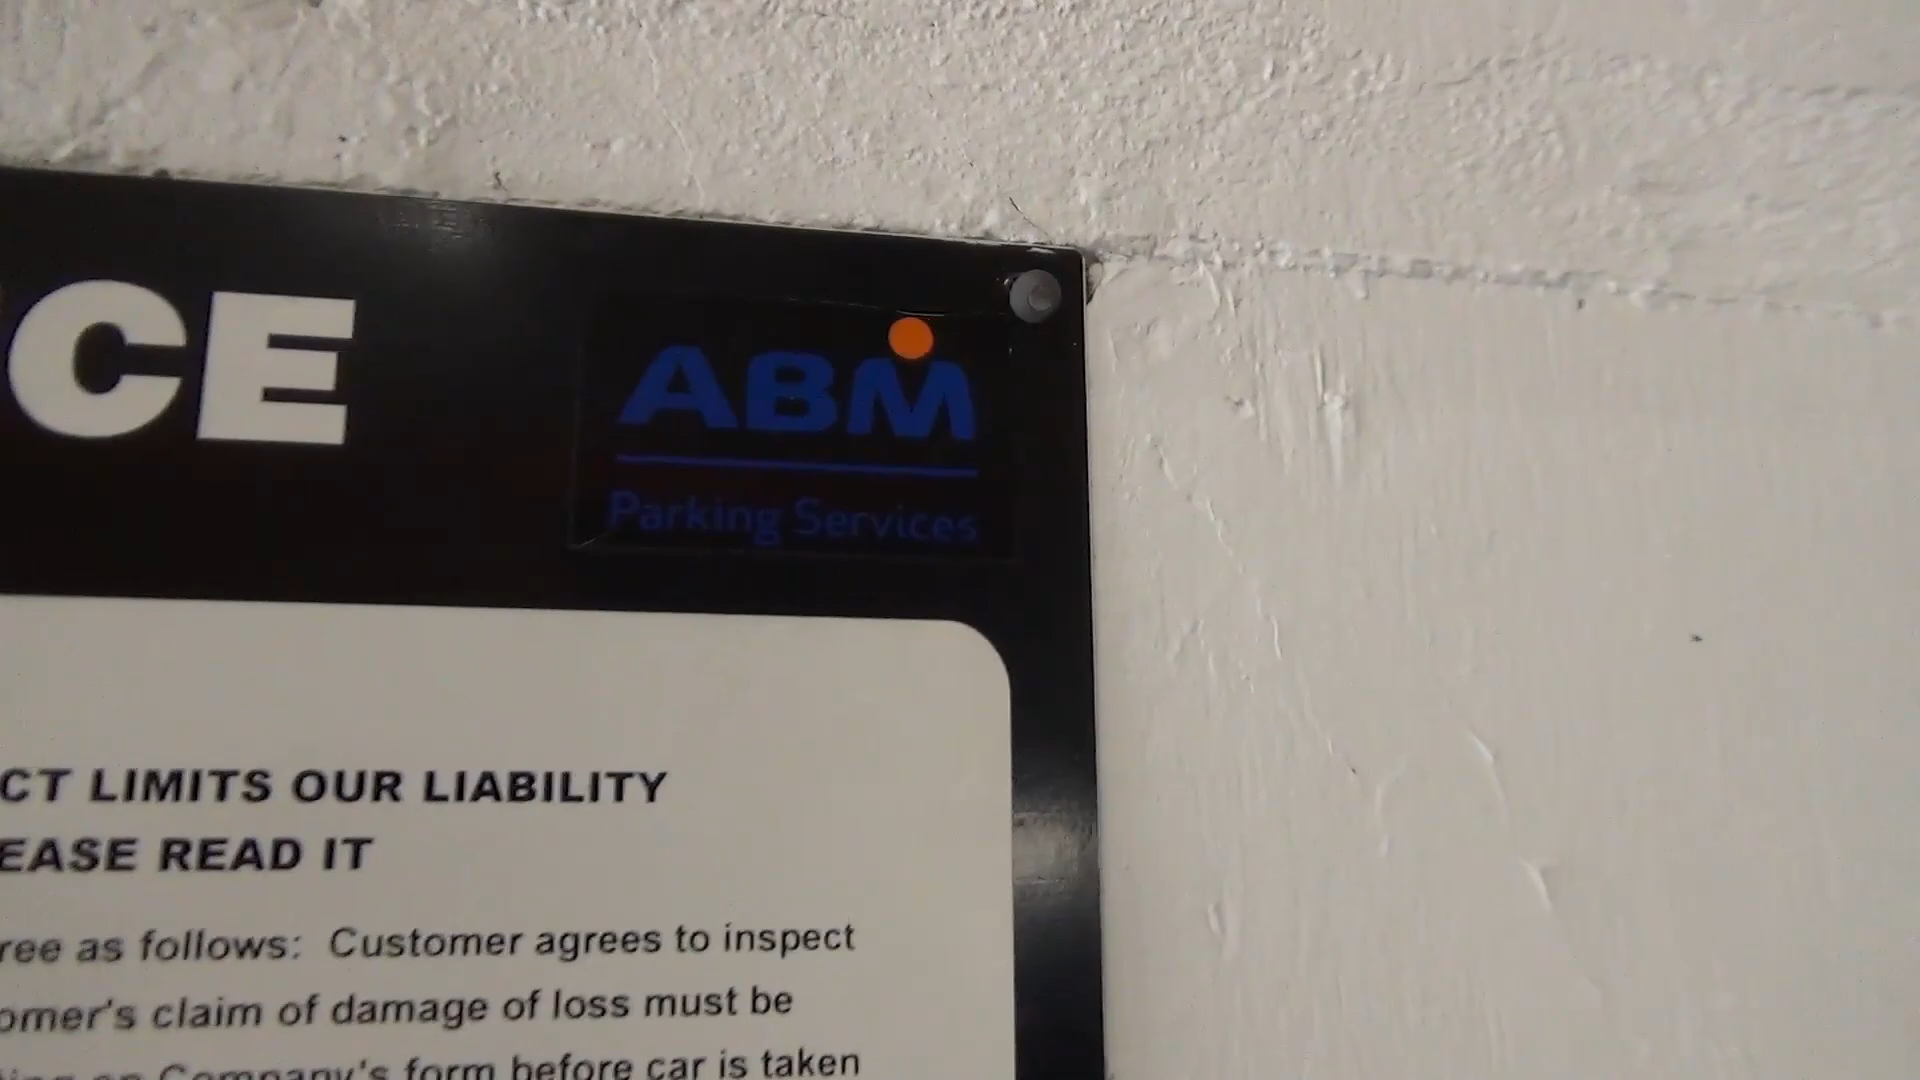 CE
ABM
Parking Services
CT LIMITS OUR LIABILITY
EASE READ IT
ree as follows: Customer agrees to inspect
omer's claim of damage of loss must be
on Company's form before car is taken